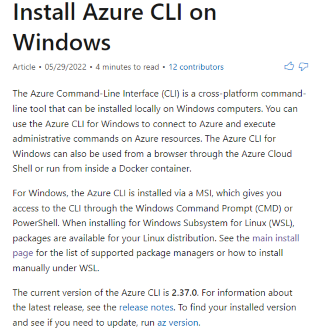 Install Azure CLI on
Windows
Article • 05/29/2022 • 4 minutes to read • 12 contributors
The Azure Command-Line Interface (CLI) is a cross-platform command-
line tool that can be installed locally on Windows computers. You can
use the Azure CLI for Windows to connect to Azure and execute
administrative commands on Azure resources. The Azure CLI for
Windows can also be used from a browser through the Azure Cloud
Shell or run from inside a Docker container.
For Windows, the Azure CLI is installed via a MSI, which gives you
access to the CLI through the Windows Command Prompt (CMD) or
PowerShell. When installing for Windows Subsystem for Linux (WSL),
packages are available for your Linux distribution. See the main install
page for the list of supported package managers or how to install
manually under WSL.
The current version of the Azure CLI is 2.37.0. For information about
the latest release, see the release notes. To find your installed version
and see if you need to update, run az version.